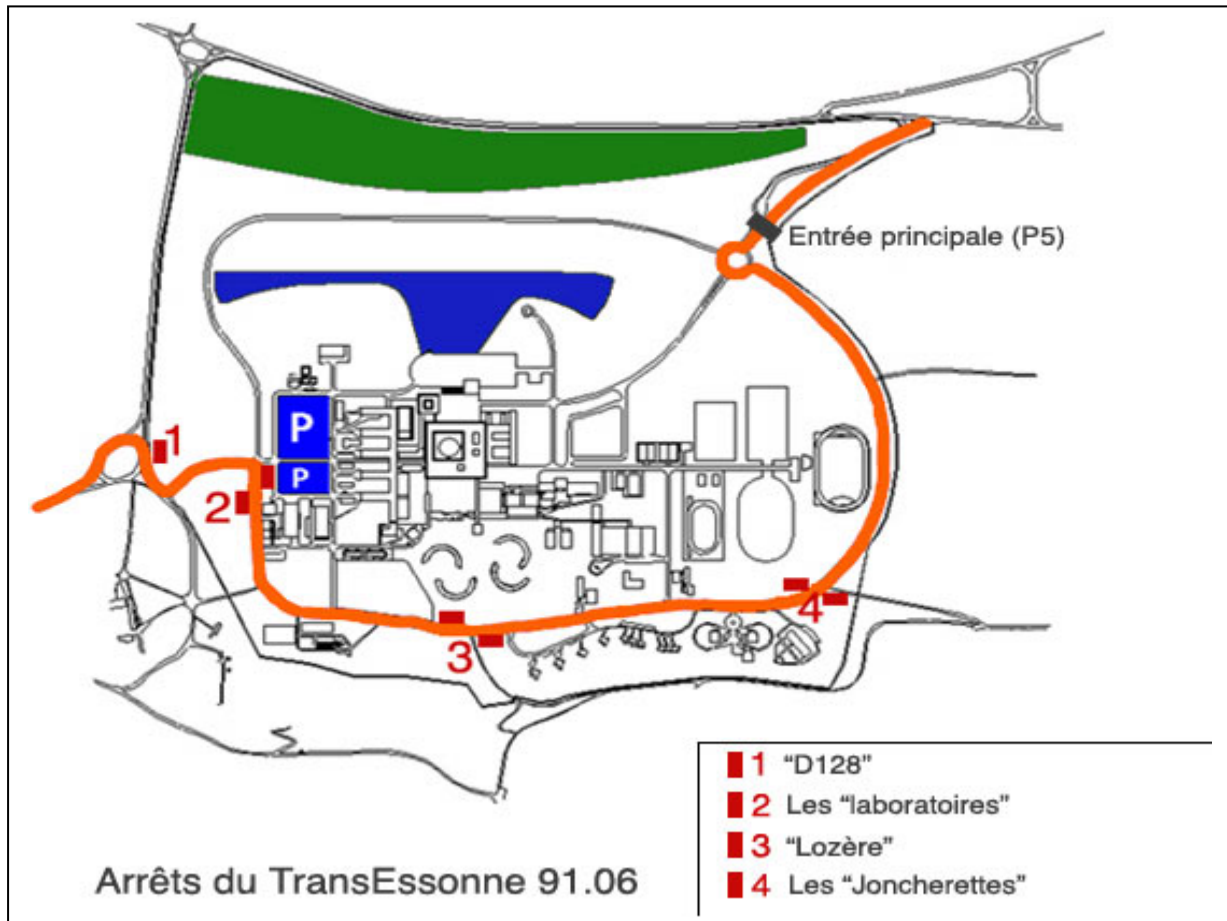 Entrée principale (P5)
1
P
P
2
4
3
1 “D128”
2 Les “laboratoires”
3 “Lozère”
4 Les “Joncherettes”
Arrêts du TransEssonne 91.06